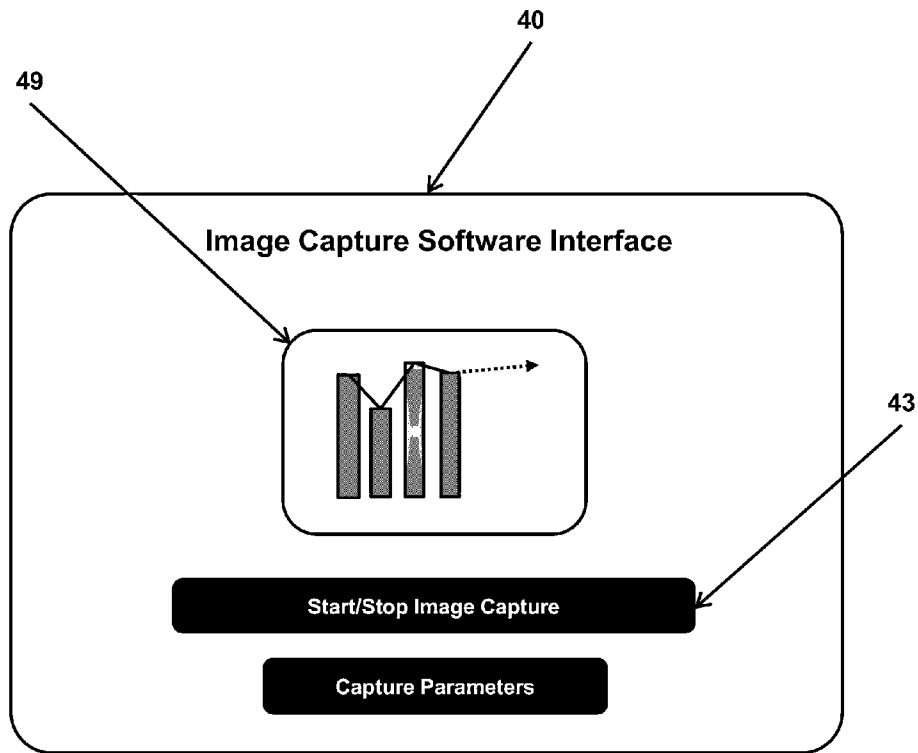 40
49
Image Capture Software Interface
43
Start/Stop Image Capture
Capture Parameters